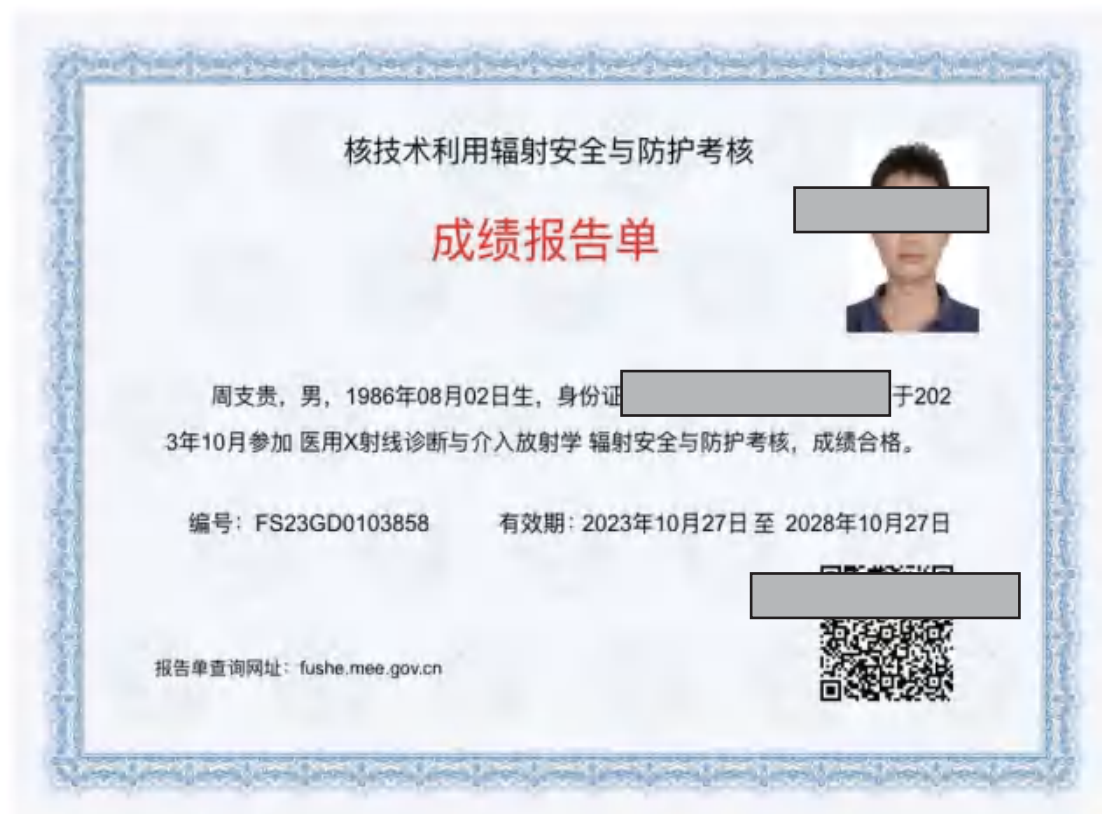 核技术利用辐射安全与防护考核
成绩报告单
周支贵，男，1986年08月02日生，身份证 于202
3年10月参加 医用X射线诊断与介入放射学 辐射安全与防护考核，成绩合格。
编号：FS23GD0103858 有效期：2023年10月27日 至 2028年10月27日
报告单查询网址：fushe.mee.gov.cn